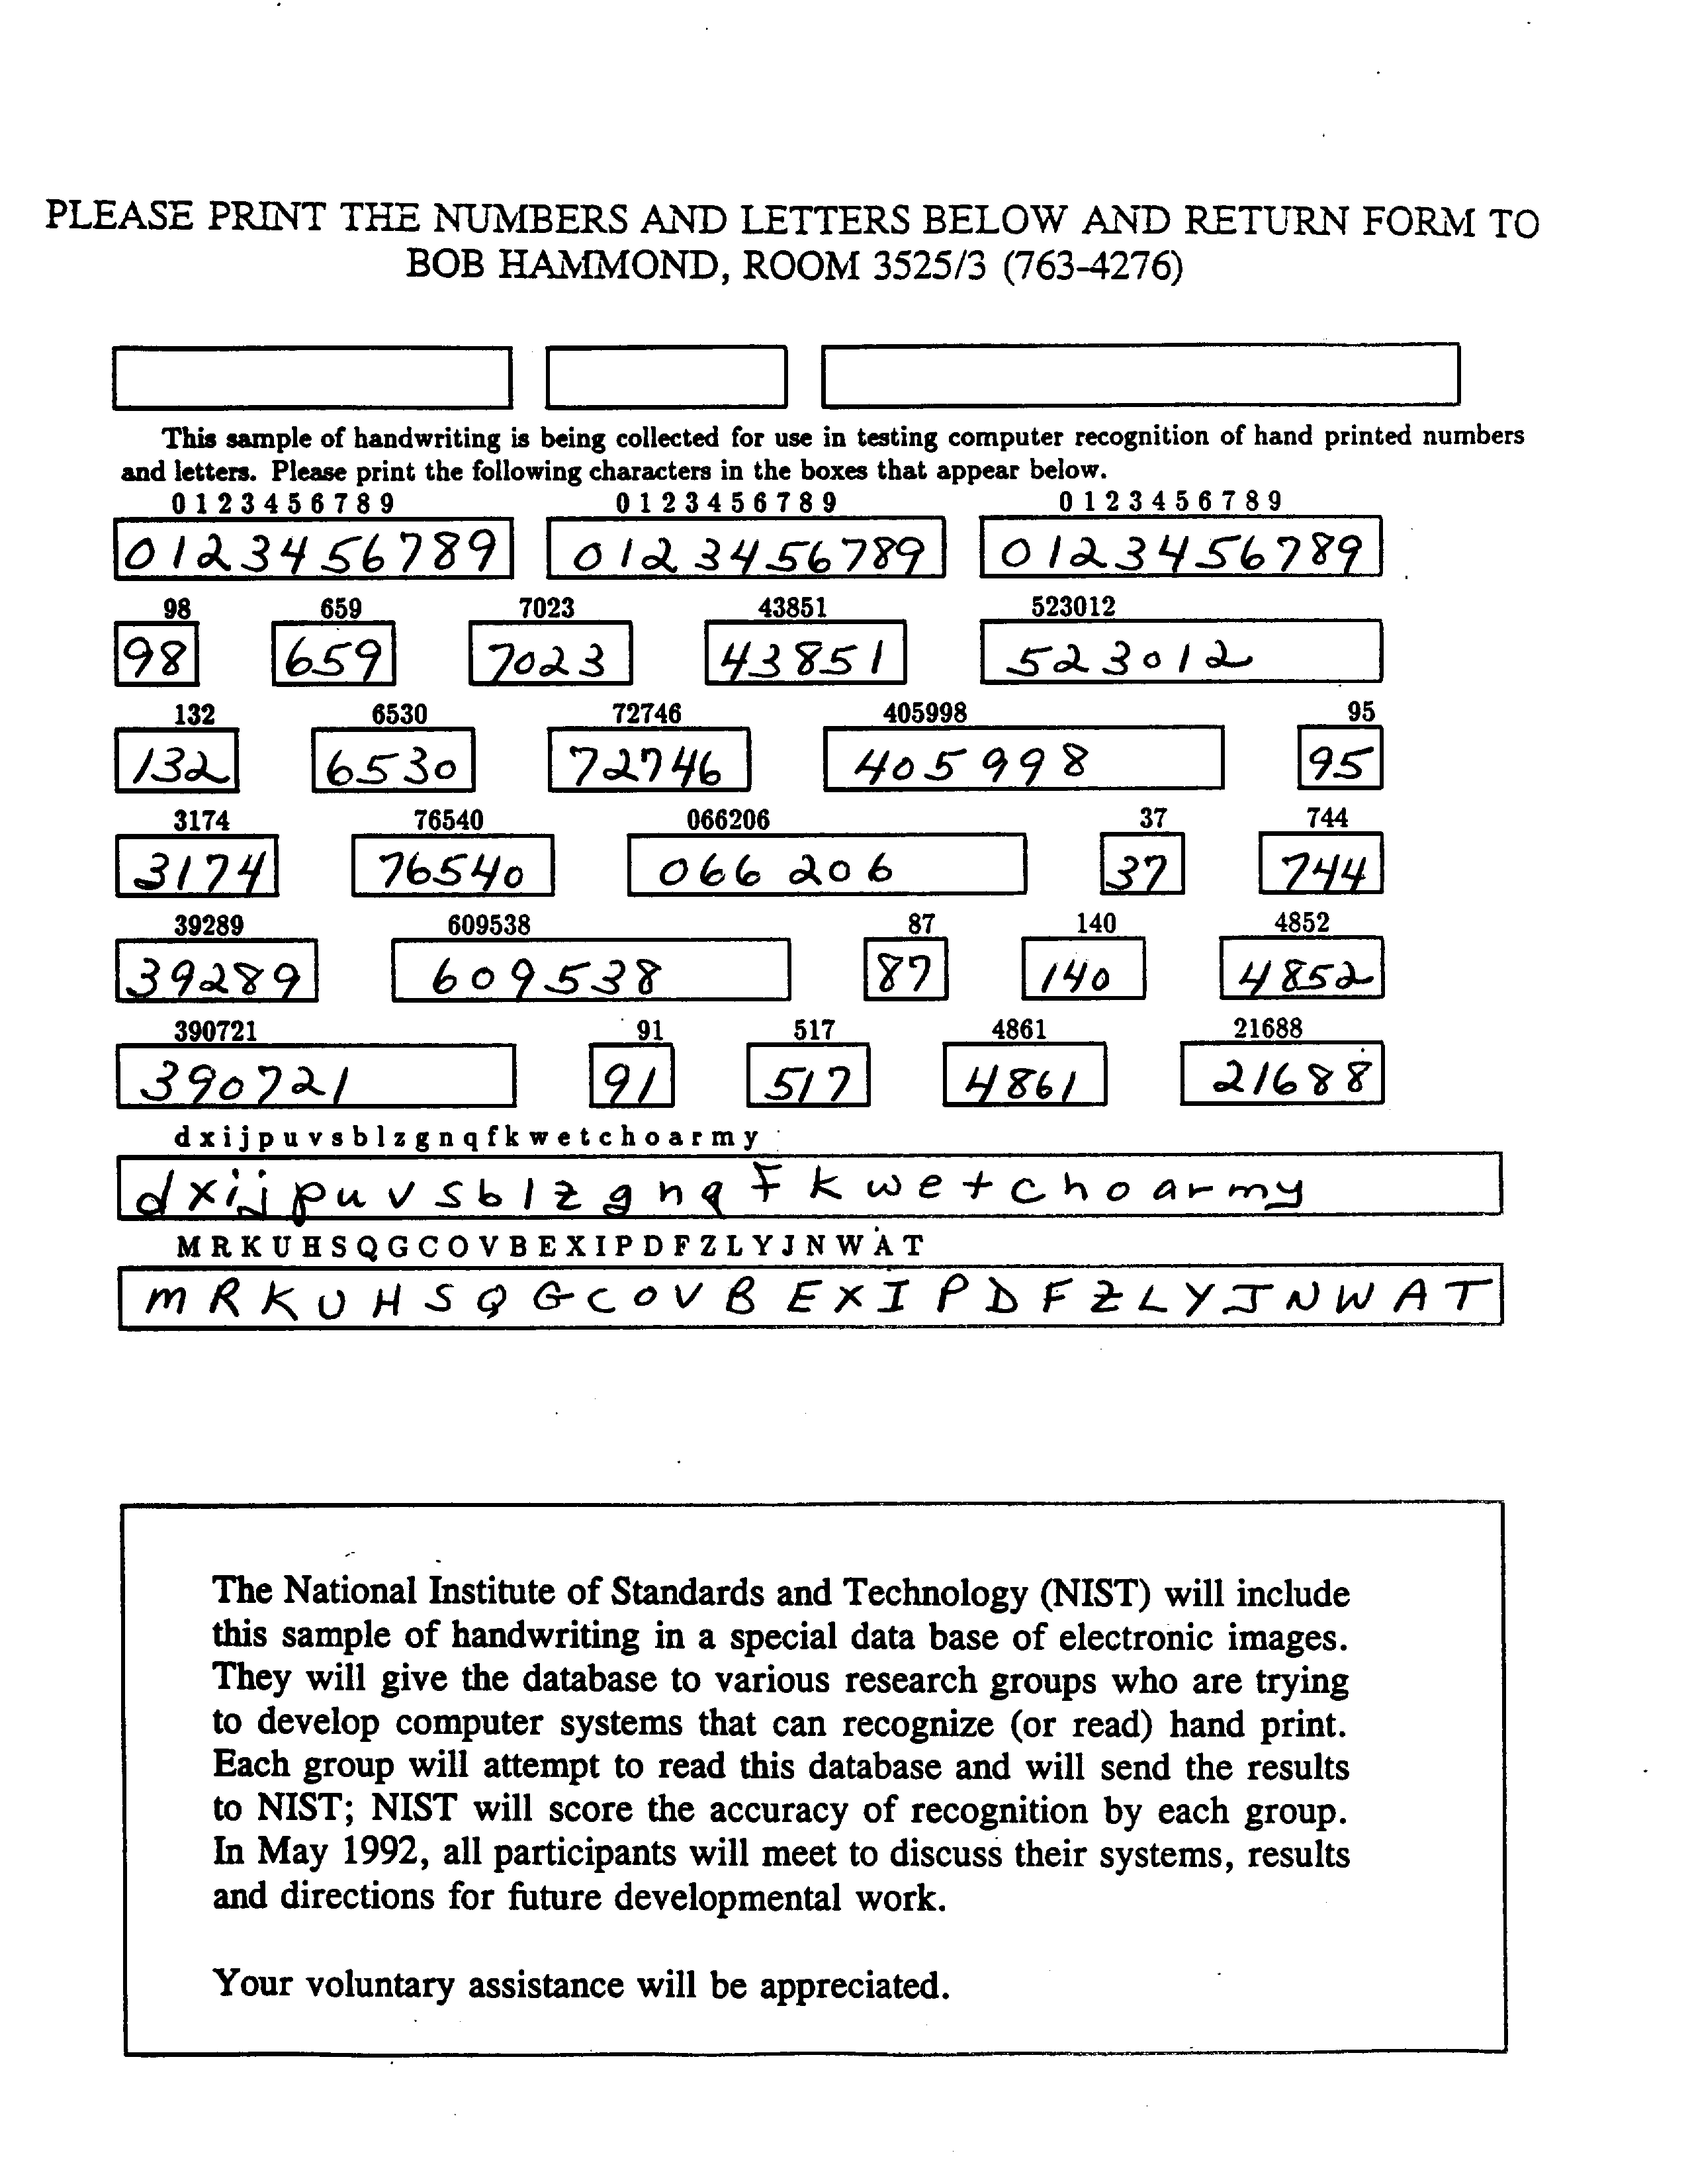 PLEASE PRINT THE NUMBERS AND LETTERS BELOW AND RETURN FORM TO
BOB HAMMOND, ROOM 3525/3 (763-4276)
This sample of handwriting is being collected for use in testing computer recognition of hand printed numbers
and letters. Please print the following characters in the boxes that appear below.
0 1 2 3 4 5 6 7 8 9 0 1 2 3 4 5 6 7 8 9 0 1 2 3 4 5 6 7 8 9
0123456789 0123456789 0123456789
98 659 7023 43851 523012
98 659 7023 43851 523012
132 6530 72746 405998 95
132 6530 72746 405998 95
3174 76540 066206 37 744
3174 76540 066206 37 744
39289 609538 87 140 4852
39289 609538 87 140 4852
390721 91 517 4861 21688
390721 91 517 4861 21688
d x i j p u v s b l z g n q f k w e t c h o a r m y
d x i j p u v s b l z g n q f k w e t c h o a r m y
M R K U H S Q G C O V B E X I P D F Z L Y J N W A T
m R K U H S Q G C O V B E X I P D F Z L Y J N W A T
The National Institute of Standards and Technology (NIST) will include
this sample of handwriting in a special data base of electronic images.
They will give the database to various research groups who are trying
to develop computer systems that can recognize (or read) hand print.
Each group will attempt to read this database and will send the results
to NIST; NIST will score the accuracy of recognition by each group.
In May 1992, all participants will meet to discuss their systems, results
and directions for future developmental work.
Your voluntary assistance will be appreciated.